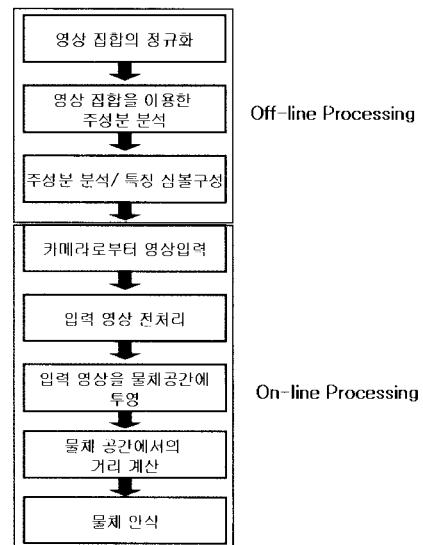 영상 집합의 정규화
영상 집합을 이용한
주성분 분석
Off-line Processing
주성분 분석/ 특징 심볼구성
카메라로부터 영상입력
입력 영상 전처리
입력 영상을 물체공간에
투영
On-line Processing
물체 공간에서의
거리 계산
물체 인식